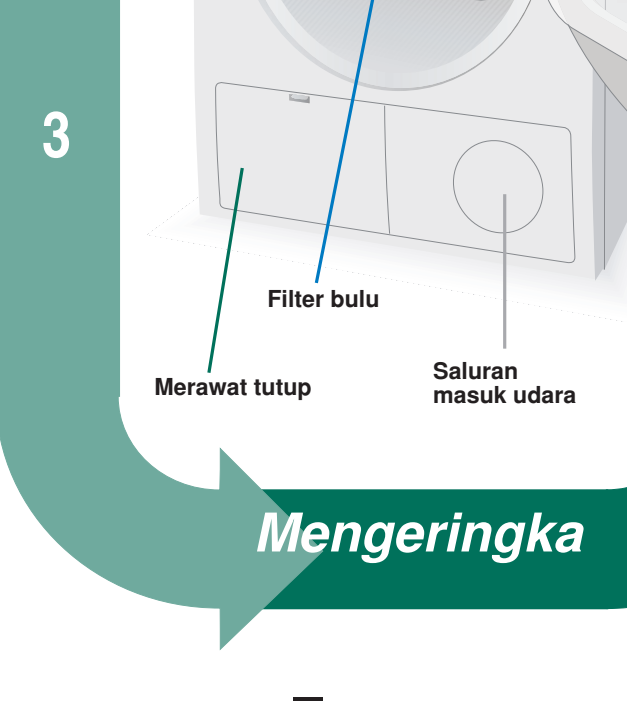 3
Filter bulu
Merawat tutup
Saluran
masuk udara
Mengeringka